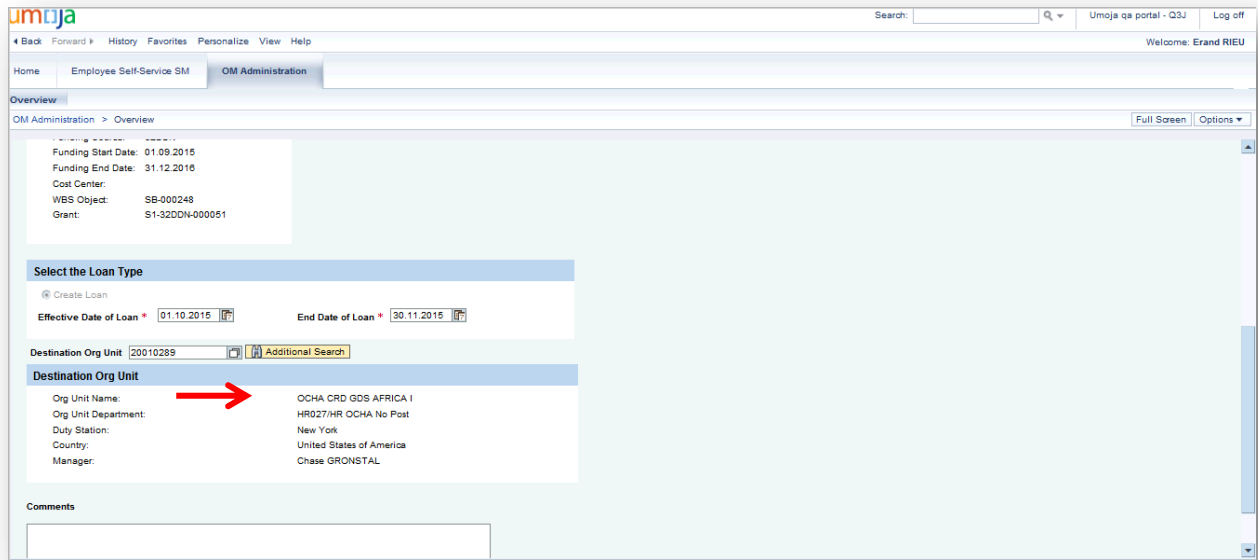 umoja Search: Umoja qa portal - Q3J Log off
Back Forward History Favorites Personalize View Help Welcome: Erand RIEU
Home Employee Self-Service SM OM Administration
Overview
OM Administration > Overview Full Screen Options
Funding Start Date: 01.09.2015
Funding End Date: 31.12.2016
Cost Center:
WBS Object: SB-000248
Grant: S1-32DDN-000051
Select the Loan Type
Create Loan
Effective Date of Loan * 01.10.2015 End Date of Loan * 30.11.2015
Destination Org Unit 20010289 Additional Search
Destination Org Unit
Org Unit Name: OCHA CRD GDS AFRICA I
Org Unit Department: HR027/HR OCHA No Post
Duty Station: New York
Country: United States of America
Manager: Chase GRONSTAL
Comments